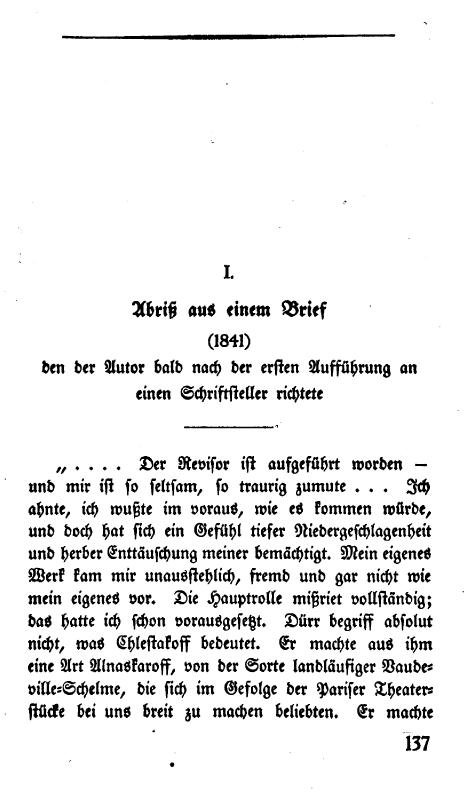 I.
Abriß aus einem Brief
(1841)
den der Autor bald nach der ersten Aufführung an
einen Schriftsteller richtete
„ . . . . Der Revisor ist aufgeführt worden —
und mir ist so seltsam, so traurig zumute . . . Ich
ahnte, ich wußte im voraus, wie es kommen würde,
und doch hat sich ein Gefühl tiefer Niedergeschlagenheit
und herber Enttäuschung meiner bemächtigt. Mein eigenes
Werk kam mir unausstehlich, fremd und gar nicht wie
mein eigenes vor. Die Hauptrolle mißriet vollständig;
das hatte ich schon vorausgesetzt. Dürr begriff absolut
nicht, was Chlestakoff bedeutet. Er machte aus ihm
eine Art Alnaskaroff, von der Sorte landläufiger Vaude-
ville-Schelme, die sich im Gefolge der Pariser Theater-
stücke bei uns breit zu machen beliebten. Er machte
137